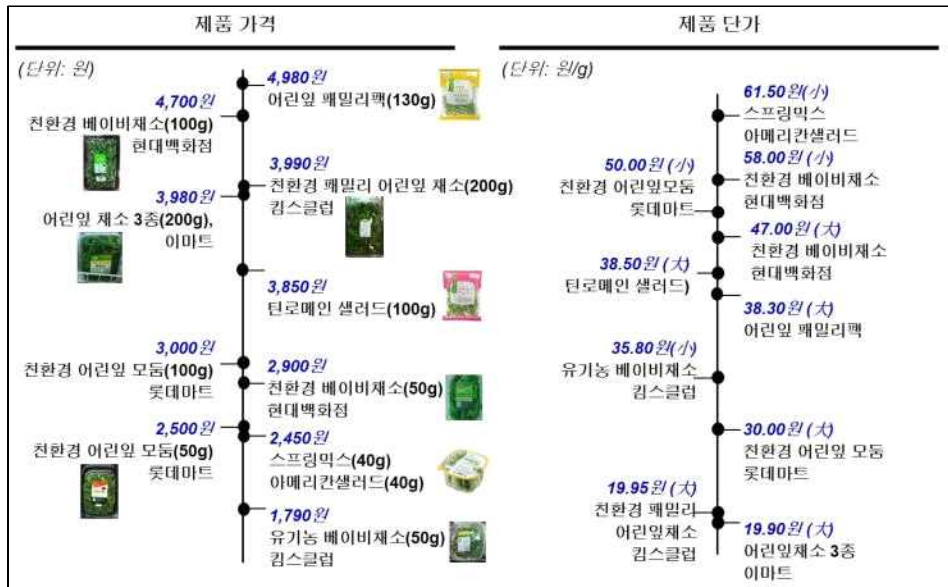 제품 가격
(단위: 원)
4,980원
어린잎 패밀리팩(130g)
4,700원
친환경 베이비채소(100g)
현대백화점
3,990원
친환경 패밀리 어린잎 채소(200g)
킴스클럽
3,980원
어린잎 채소 3종(200g),
이마트
3,850원
틴로메인 샐러드(100g)
3,000원
친환경 어린잎 모둠(100g)
롯데마트
2,900원
친환경 베이비채소(50g)
현대백화점
2,500원
친환경 어린잎 모둠(50g)
롯데마트
2,450원
스프링믹스(40g)
아메리칸샐러드(40g)
1,790원
유기농 베이비채소(50g)
킴스클럽
제품 단가
(단위: 원/g)
61.50원(小)
스프링믹스
아메리칸샐러드
50.00원 (小)
친환경 어린잎모둠
롯데마트
58.00원 (小)
친환경 베이비채소
현대백화점
47.00원 (大)
친환경 베이비채소
현대백화점
38.50원 (大)
틴로메인 샐러드)
38.30원 (大)
어린잎 패밀리팩
35.80원(小)
유기농 베이비채소
킴스클럽
30.00원 (大)
친환경 어린잎 모둠
롯데마트
19.95원 (大)
친환경 패밀리
어린잎채소
킴스클럽
19.90원 (大)
어린잎채소 3종
이마트